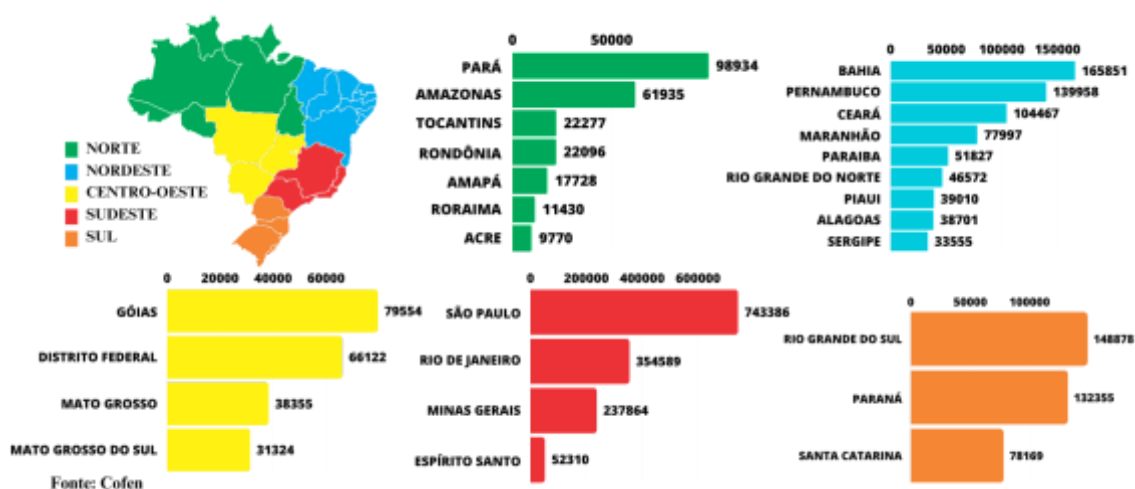 NORTE
NORDESTE
CENTRO-OESTE
SUDESTE
SUL
0 50000
PARÁ 98934
AMAZONAS 61935
TOCANTINS 22277
RONDÔNIA 22096
AMAPÁ 17728
RORAIMA 11430
ACRE 9770
0 50000 100000 150000
BAHIA 165851
PERNAMBUCO 139958
CEARÁ 104467
MARANHÃO 77997
PARAIBA 51827
RIO GRANDE DO NORTE 46572
PIAUI 39010
ALAGOAS 38701
SERGIPE 33555
0 20000 40000 60000
GÓIAS 79554
DISTRITO FEDERAL 66122
MATO GROSSO 38355
MATO GROSSO DO SUL 31324
0 200000 400000 600000
SÃO PAULO 743386
RIO DE JANEIRO 354589
MINAS GERAIS 237864
ESPÍRITO SANTO 52310
0 50000 100000
RIO GRANDE DO SUL 148878
PARANÁ 132355
SANTA CATARINA 78169
Fonte: Cofen